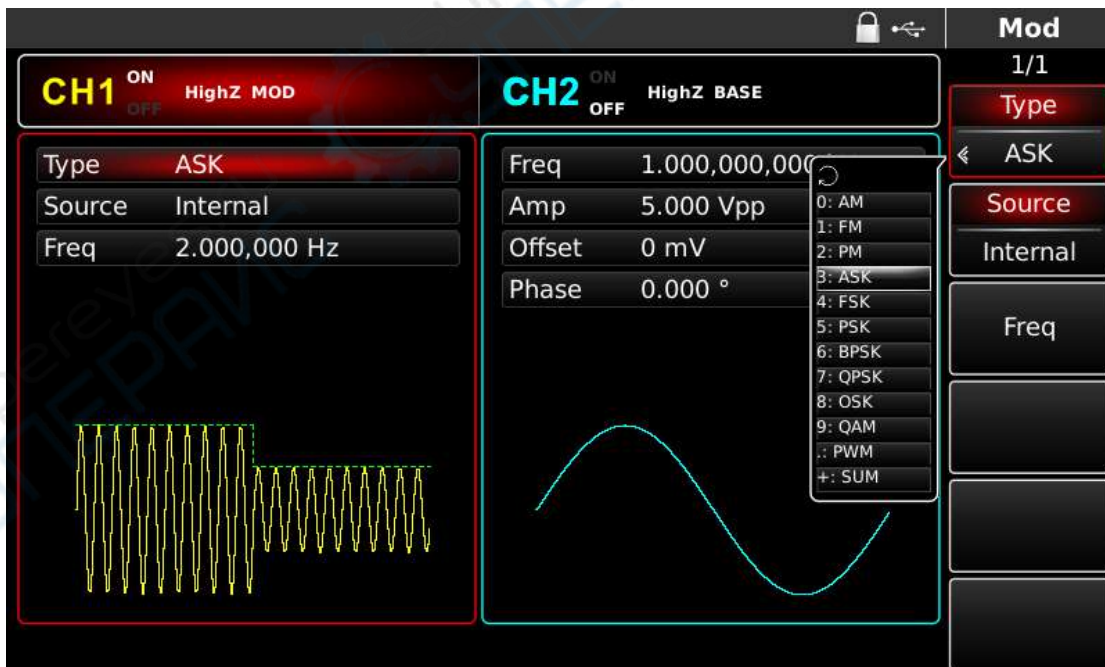 Mod
1/1
CH1 ON OFF HighZ MOD
CH2 ON OFF HighZ BASE
Type ASK
Source Internal
Freq 2.000,000 Hz
Freq 1.000,000,000
Amp 5.000 Vpp
Offset 0 mV
Phase 0.000 °
0: AM
1: FM
2: PM
3: ASK
4: FSK
5: PSK
6: BPSK
7: QPSK
8: OSK
9: QAM
.: PWM
+: SUM
Type
ASK
Source
Internal
Freq